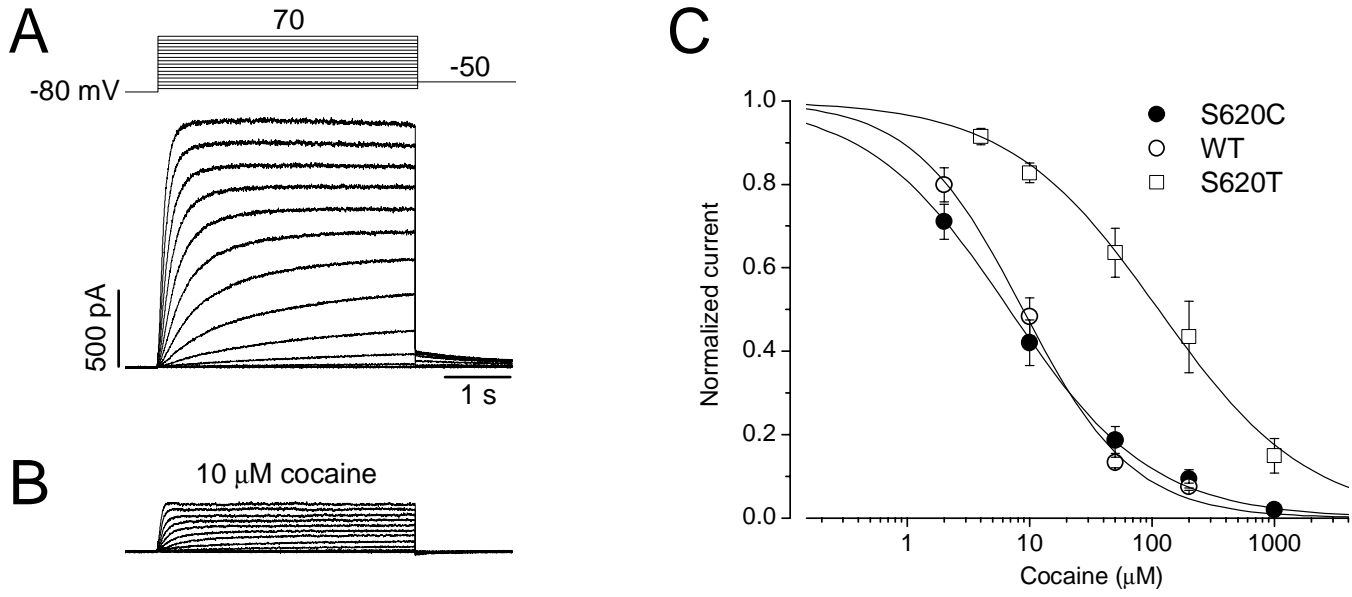 A
70
-80 mV
-50
500 pA
1 s
B
10 μM cocaine
C
S620C
WT
S620T
1.0
0.8
0.6
0.4
0.2
0.0
Normalized current
1 10 100 1000
Cocaine (μM)